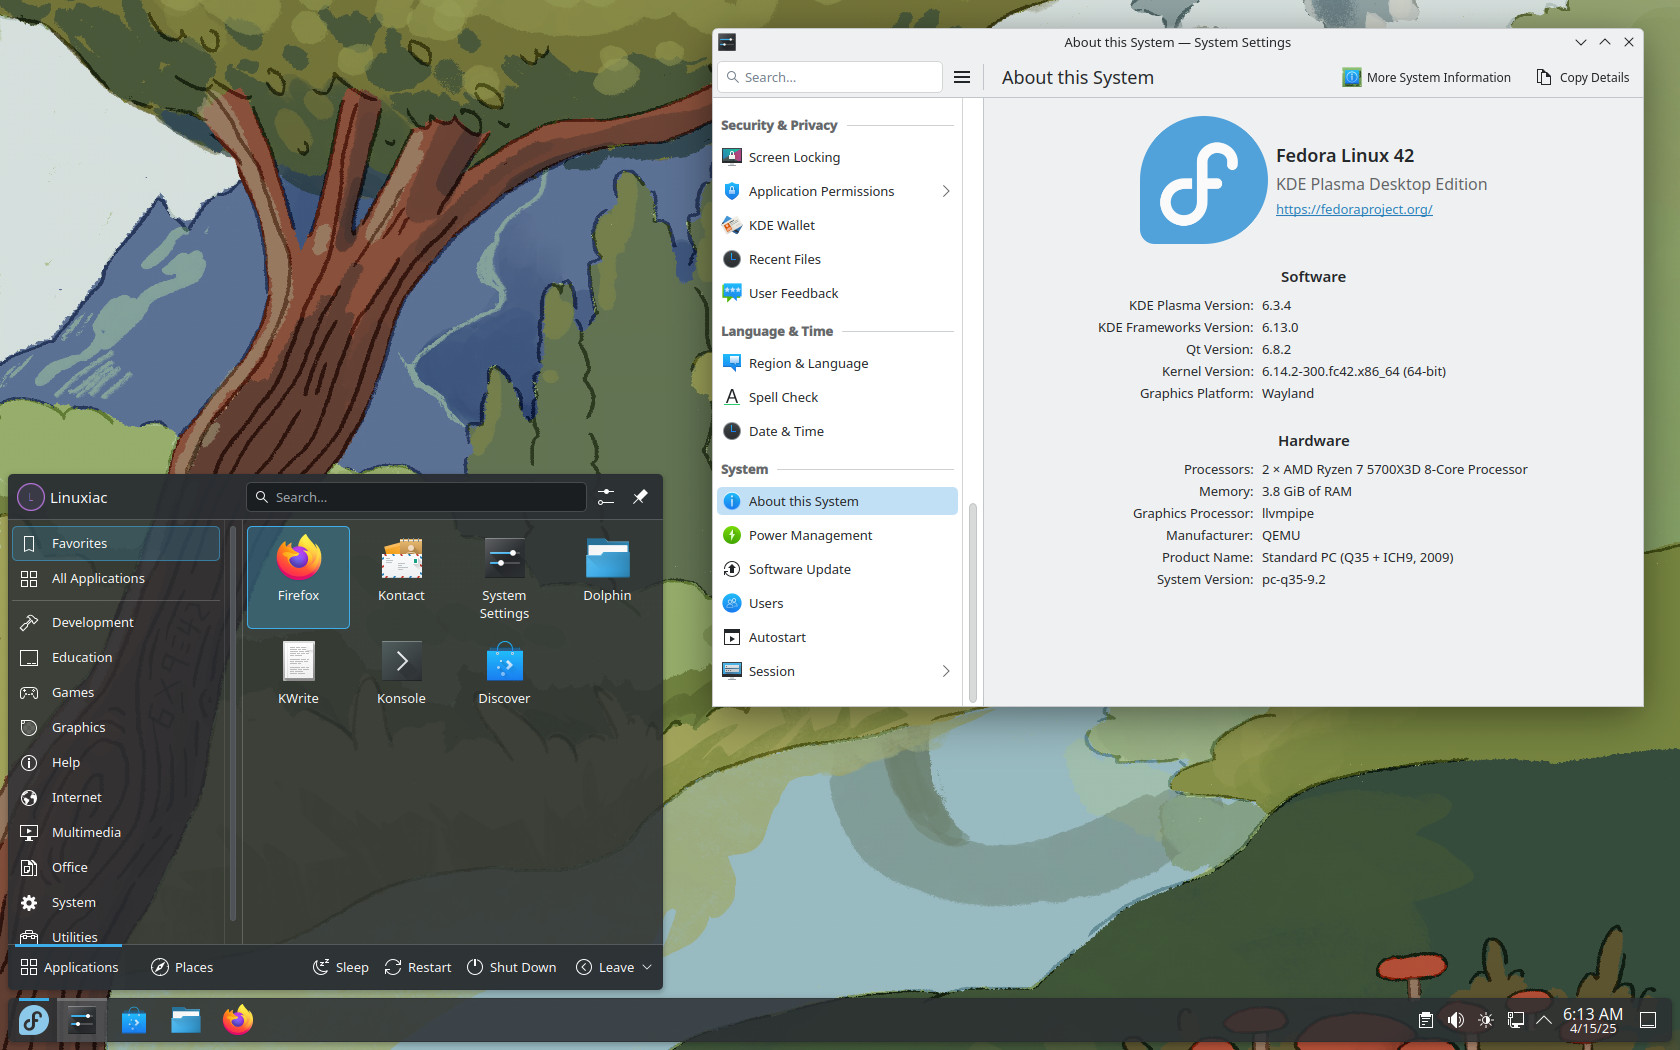 About this System — System Settings
Search...
About this System
More System Information
Copy Details
Security & Privacy
Screen Locking
Application Permissions
KDE Wallet
Recent Files
User Feedback
Language & Time
Region & Language
Spell Check
Date & Time
System
About this System
Power Management
Software Update
Users
Autostart
Session
Fedora Linux 42
KDE Plasma Desktop Edition
https://fedoraproject.org/
Software
KDE Plasma Version: 6.3.4
KDE Frameworks Version: 6.13.0
Qt Version: 6.8.2
Kernel Version: 6.14.2-300.fc42.x86_64 (64-bit)
Graphics Platform: Wayland
Hardware
Processors: 2 × AMD Ryzen 7 5700X3D 8-Core Processor
Memory: 3.8 GiB of RAM
Graphics Processor: llvmpipe
Manufacturer: QEMU
Product Name: Standard PC (Q35 + ICH9, 2009)
System Version: pc-q35-9.2
L
Linuxiac
Search...
Favorites
All Applications
Development
Education
Games
Graphics
Help
Internet
Multimedia
Office
System
Utilities
Firefox
Kontact
System
Settings
Dolphin
KWrite
Konsole
Discover
Applications
Places
Sleep
Restart
Shut Down
Leave
6:13 AM
4/15/25